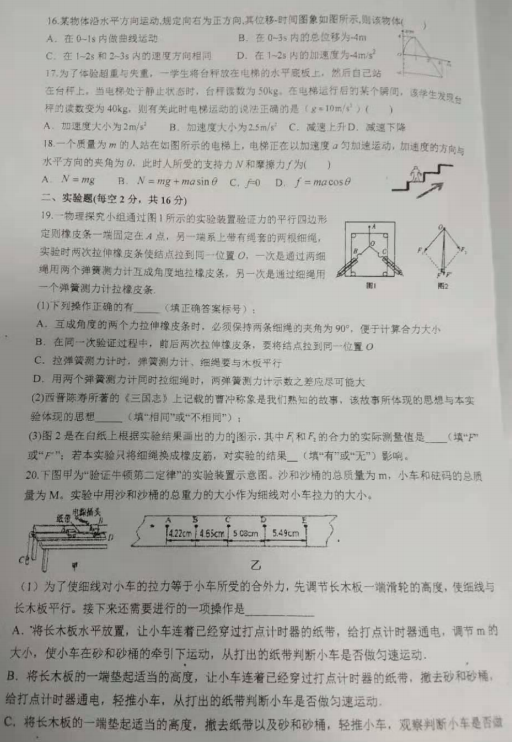 16.某物体沿水平方向运动,规定向右为正方向,其位移-时间图象如图所示,则该物体(    )
A．在 0~1s 内做曲线运动    B．在 0~3s 内的总位移为-4m
C．在 1~2s 和 2~3s 内的速度方向相同    D．在 1~2s 内的加速度为-4m/s²
17.为了体验超重与失重，一学生将台秤放在电梯的水平底板上，然后自己站
在台秤上。当电梯处于静止状态时，台秤读数为 50kg。在电梯运行后的某个瞬间，该学生发现台
秤的读数变为 40kg，则有关此时电梯运动的说法正确的是（ g=10m/s² ）(    )
A．加速度大小为 2m/s²    B．加速度大小为 2.5m/s²    C．减速上升 D．减速下降
18.一个质量为 m 的人站在如图所示的电梯上，电梯正在以加速度 a 匀加速运动，加速度的方向与
水平方向的夹角为 θ，此时人所受的支持力 N 和摩擦力 f 为(    )
A．N = mg    B．N = mg + ma sin θ    C．f=0    D．f = ma cos θ
二、实验题(每空 2 分，共 16 分)
19.一物理探究小组通过图 1 所示的实验装置验证力的平行四边形
定则橡皮条一端固定在 A 点，另一端系上带有绳套的两根细绳，
实验时两次拉伸橡皮条使结点拉到同一位置 O，一次是通过两细
绳用两个弹簧测力计互成角度地拉橡皮条，另一次是通过细绳用
一个弹簧测力计拉橡皮条
A
B
O
C
图1
O
F₁
F₂
F
F'
图2
(1)下列操作正确的有____（填正确答案标号）；
A．互成角度的两个力拉伸橡皮条时，必须保持两条细绳的夹角为 90°，便于计算合力大小
B．在同一次验证过程中，前后两次拉伸橡皮条，要将结点拉到同一位置 O
C．拉弹簧测力计时，弹簧测力计、细绳要与木板平行
D．用两个弹簧测力计同时拉细绳时，两弹簧测力计示数之差应尽可能大
(2)西晋陈寿所著的《三国志》上记载的曹冲称象是我们熟知的故事，该故事所体现的思想与本实
验体现的思想____（填“相同”或“不相同”）；
(3)图 2 是在白纸上根据实验结果画出的力的图示,其中 F₁和 F₂的合力的实际测量值是____(填“F”
或“F'”；若本实验只将细绳换成橡皮筋，对实验的结果__（填“有”或“无”）影响。
20.下图甲为“验证牛顿第二定律”的实验装置示意图。沙和沙桶的总质量为 m，小车和砝码的总质
量为 M。实验中用沙和沙桶的总重力的大小作为细线对小车拉力的大小。
纸带 电源插头
B
D
C
甲
A B C D E
4.22cm 4.65cm 5.08cm 5.49cm
乙
（1）为了使细线对小车的拉力等于小车所受的合外力，先调节长木板一端滑轮的高度，使细线与
长木板平行。接下来还需要进行的一项操作是____
A．将长木板水平放置，让小车连着已经穿过打点计时器的纸带，给打点计时器通电，调节 m 的
大小，使小车在砂和砂桶的牵引下运动，从打出的纸带判断小车是否做匀速运动．
B．将长木板的一端垫起适当的高度，让小车连着已经穿过打点计时器的纸带，撤去砂和砂桶，
给打点计时器通电，轻推小车，从打出的纸带判断小车是否做匀速运动．
C．将长木板的一端垫起适当的高度，撤去纸带以及砂和砂桶，轻推小车，观察判断小车是否做